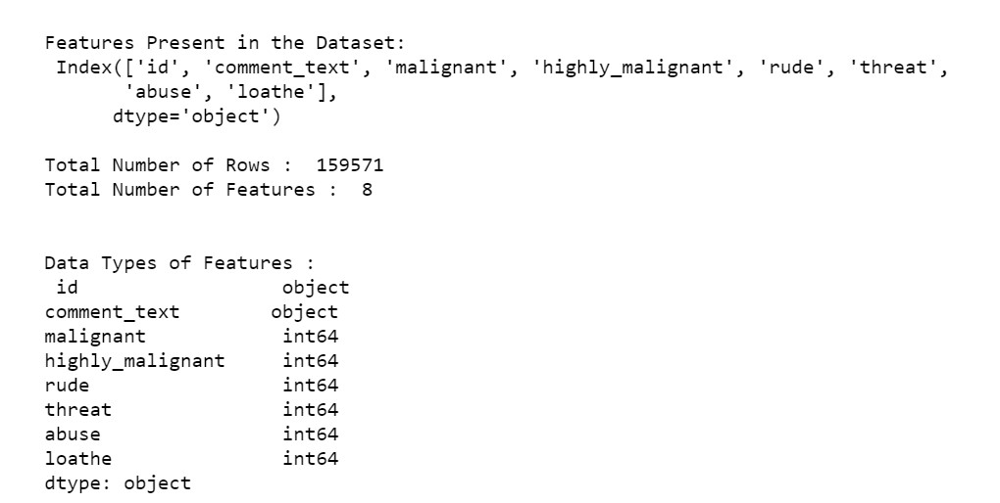 Features Present in the Dataset:
Index(['id', 'comment_text', 'malignant', 'highly_malignant', 'rude', 'threat',
'abuse', 'loathe'],
dtype='object')
Total Number of Rows :  159571
Total Number of Features :  8
Data Types of Features :
id                  object
comment_text        object
malignant            int64
highly_malignant     int64
rude                 int64
threat               int64
abuse                int64
loathe               int64
dtype: object